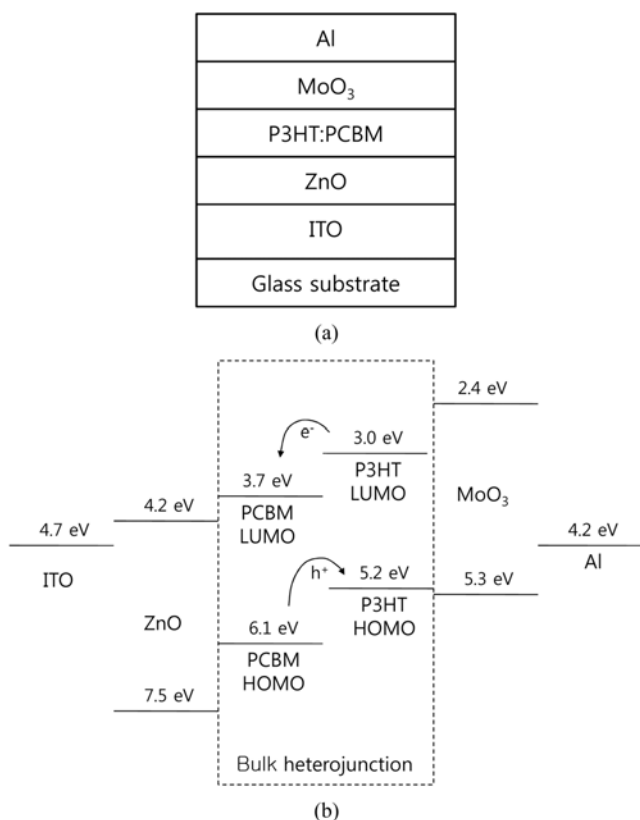 Al
MoO₃
P3HT:PCBM
ZnO
ITO
Glass substrate
(a)
2.4 eV
e⁻
3.0 eV
P3HT
LUMO
MoO₃
3.7 eV
PCBM
LUMO
4.2 eV
4.7 eV
ITO
4.2 eV
Al
h⁺
5.2 eV
P3HT
HOMO
5.3 eV
ZnO
6.1 eV
PCBM
HOMO
7.5 eV
Bulk heterojunction
(b)